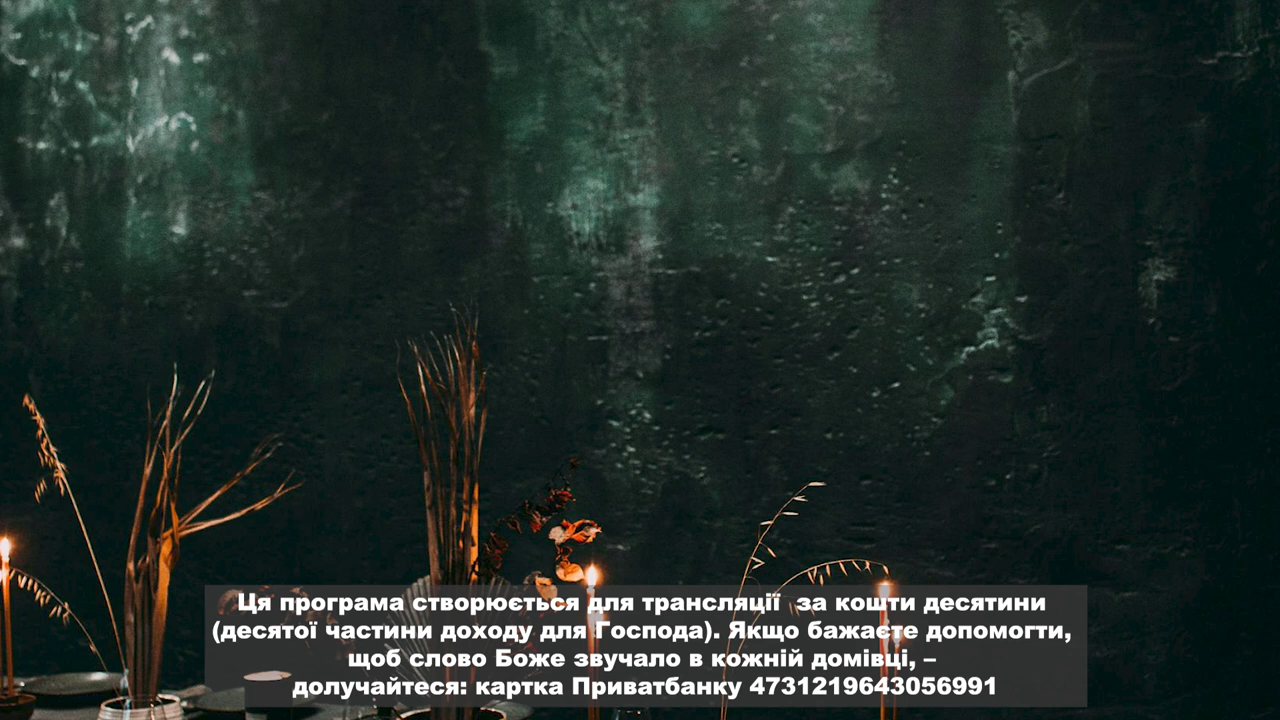 Ця програма створюється для трансляції за кошти десятини
(десятої частини доходу для Господа). Якщо бажаєте допомогти,
щоб слово Боже звучало в кожній домівці, –
долучайтеся: картка Приватбанку 4731219643056991